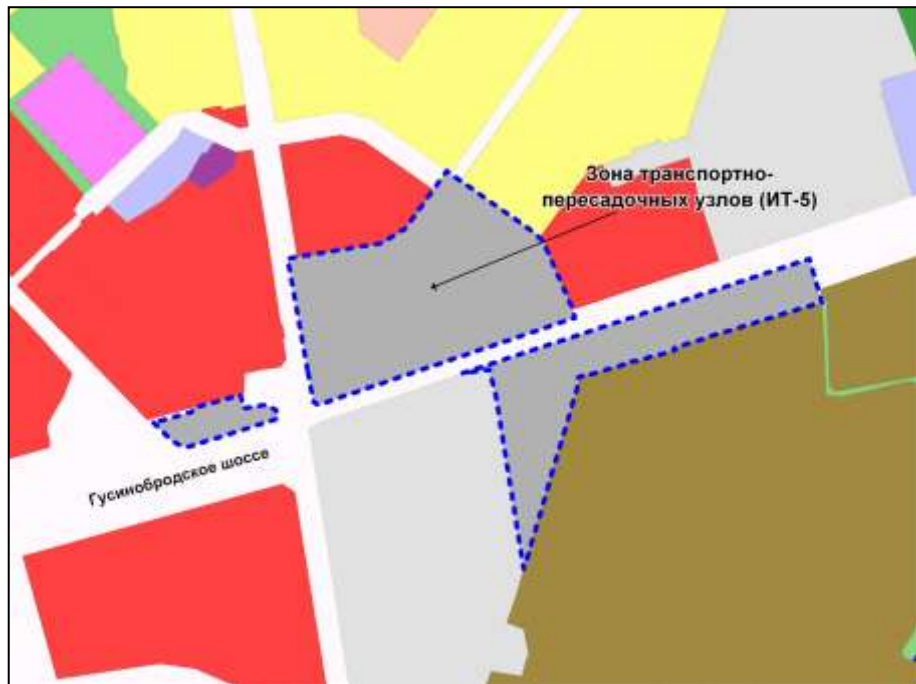 Зона транспортно-
пересадочных узлов (ИТ-5)
Гусинобродское шоссе